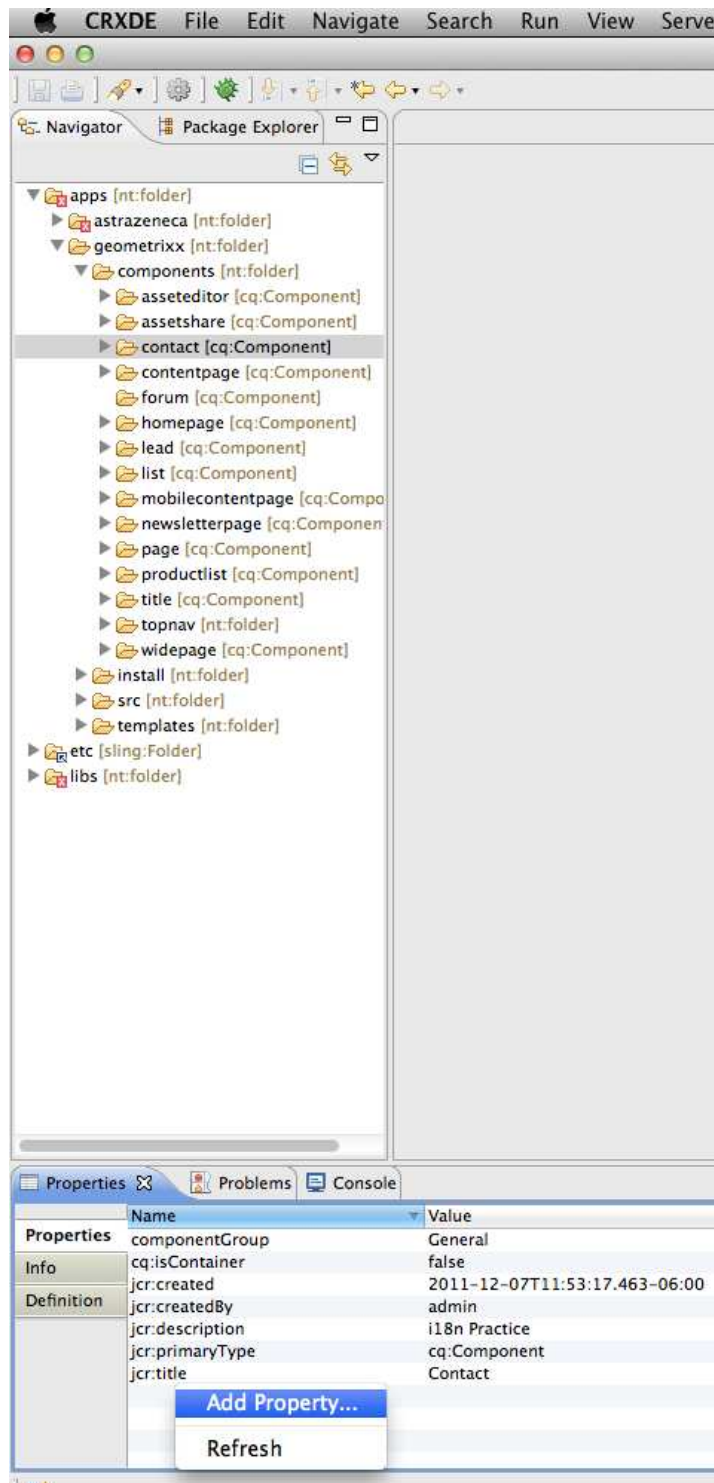 CRXDE File Edit Navigate Search Run View Serve
Navigator Package Explorer
apps [nt:folder]
astrazeneca [nt:folder]
geometrixx [nt:folder]
components [nt:folder]
asseteditor [cq:Component]
assetshare [cq:Component]
contact [cq:Component]
contentpage [cq:Component]
forum [cq:Component]
homepage [cq:Component]
lead [cq:Component]
list [cq:Component]
mobilecontentpage [cq:Compo
newsletterpage [cq:Componen
page [cq:Component]
productlist [cq:Component]
title [cq:Component]
topnav [nt:folder]
widepage [cq:Component]
install [nt:folder]
src [nt:folder]
templates [nt:folder]
etc [sling:Folder]
libs [nt:folder]
Properties Problems Console
Name Value
Properties
Info
Definition
componentGroup General
cq:isContainer false
jcr:created 2011-12-07T11:53:17.463-06:00
jcr:createdBy admin
jcr:description i18n Practice
jcr:primaryType cq:Component
jcr:title Contact
Add Property...
Refresh